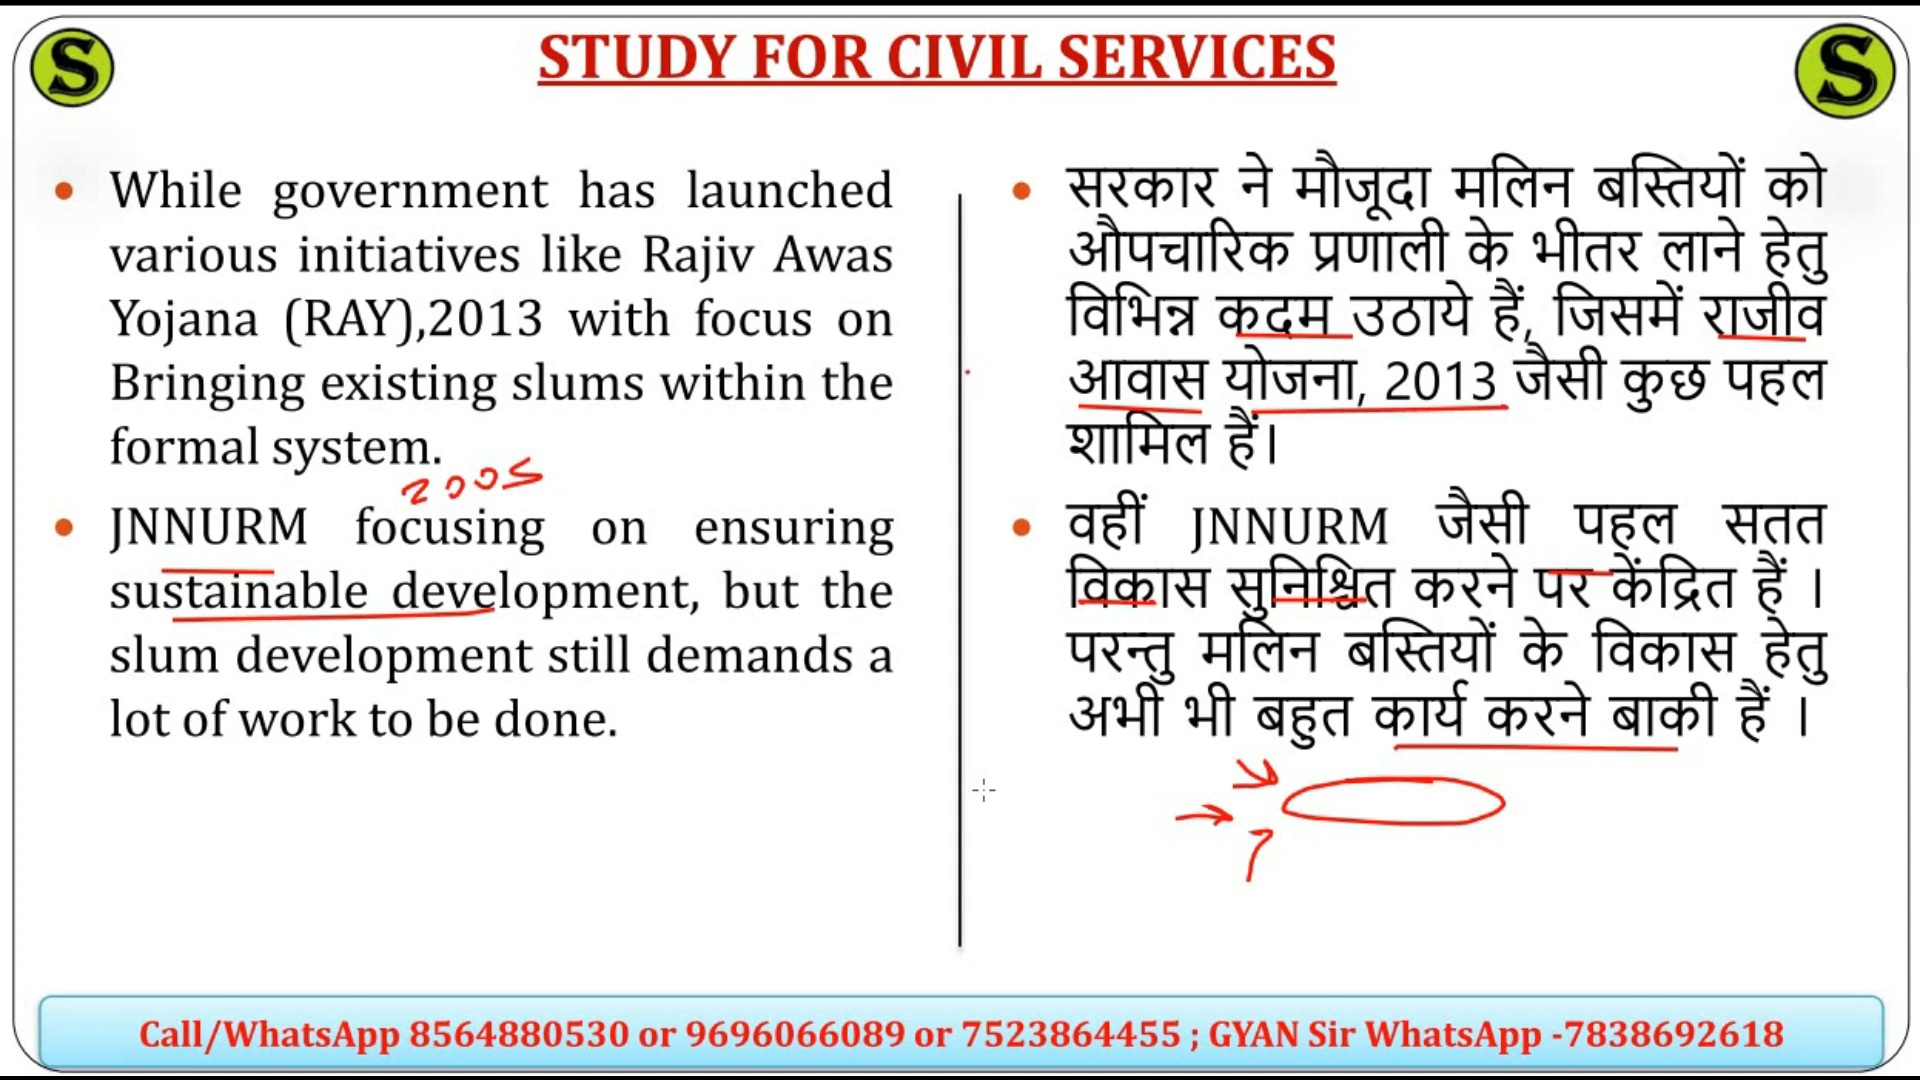 S
STUDY FOR CIVIL SERVICES
S
• While government has launched
various initiatives like Rajiv Awas
Yojana (RAY),2013 with focus on
Bringing existing slums within the
formal system.
2005
• JNNURM focusing on ensuring
sustainable development, but the
slum development still demands a
lot of work to be done.
• सरकार ने मौजूदा मलिन बस्तियों को
औपचारिक प्रणाली के भीतर लाने हेतु
विभिन्न कदम उठाये हैं, जिसमें राजीव
आवास योजना, 2013 जैसी कुछ पहल
शामिल हैं।
• वहीं JNNURM जैसी पहल सतत
विकास सुनिश्चित करने पर केंद्रित हैं ।
परन्तु मलिन बस्तियों के विकास हेतु
अभी भी बहुत कार्य करने बाकी हैं ।
Call/WhatsApp 8564880530 or 9696066089 or 7523864455 ; GYAN Sir WhatsApp -7838692618